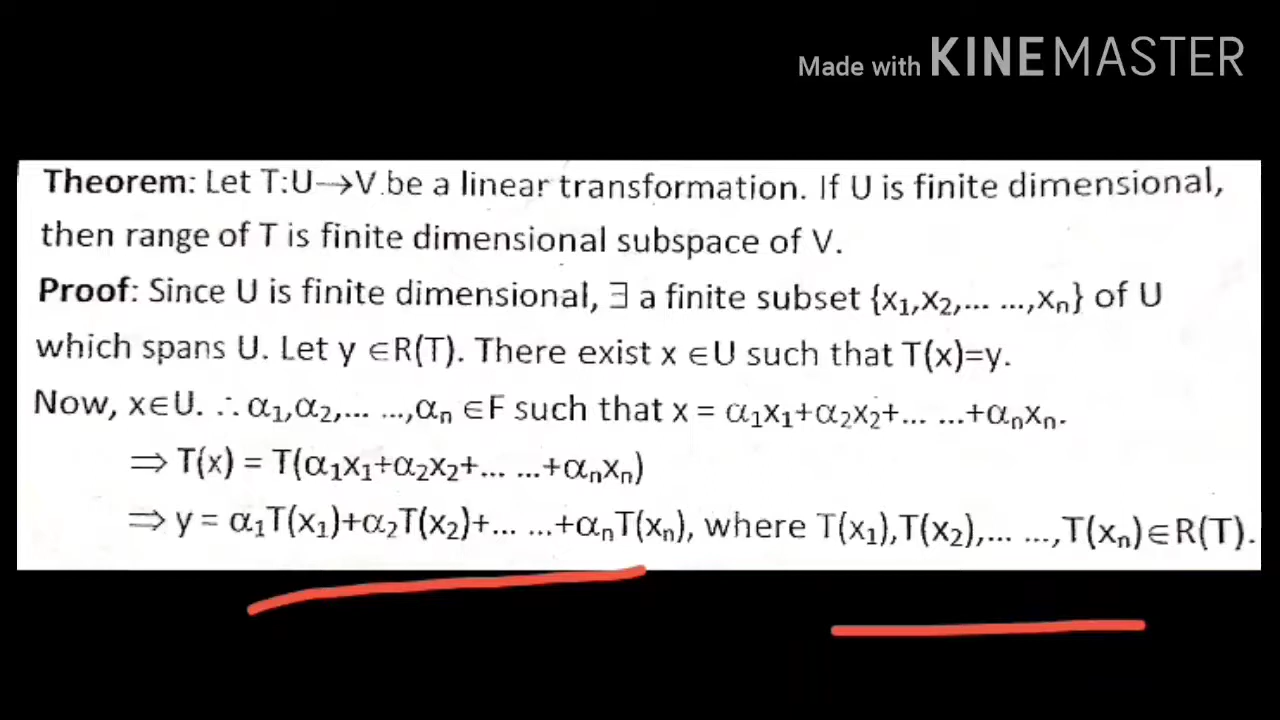 Made with KINEMASTER
Theorem: Let T:U→V be a linear transformation. If U is finite dimensional,
then range of T is finite dimensional subspace of V.
Proof: Since U is finite dimensional, ∃ a finite subset {x₁,x₂,... ...,xₙ} of U
which spans U. Let y ∈R(T). There exist x ∈U such that T(x)=y.
Now, x∈U. ∴ α₁,α₂,... ...,αₙ ∈F such that x = α₁x₁+α₂x₂+... ...+αₙxₙ.
⇒ T(x) = T(α₁x₁+α₂x₂+... ...+αₙxₙ)
⇒ y = α₁T(x₁)+α₂T(x₂)+... ...+αₙT(xₙ), where T(x₁),T(x₂),... ...,T(xₙ)∈R(T).